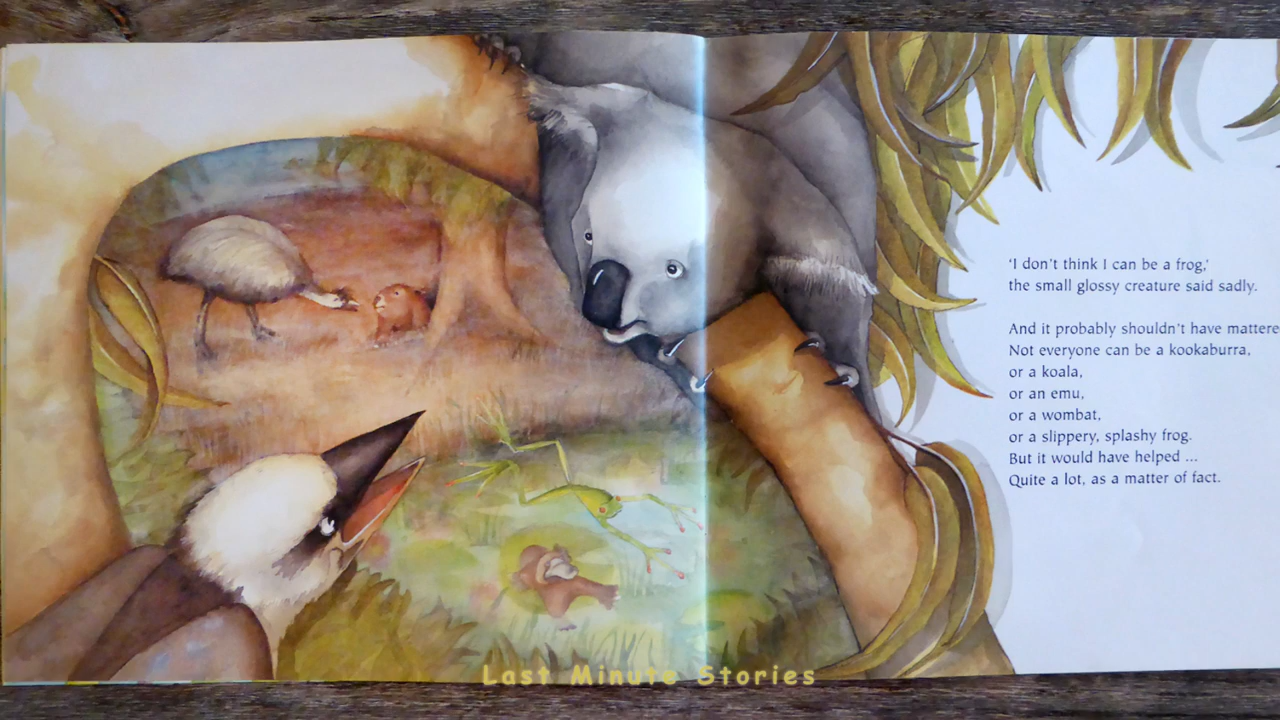 'I don't think I can be a frog,'
the small glossy creature said sadly.
And it probably shouldn't have mattere
Not everyone can be a kookaburra,
or a koala,
or an emu,
or a wombat,
or a slippery, splashy frog.
But it would have helped ...
Quite a lot, as a matter of fact.
Last Minute Stories